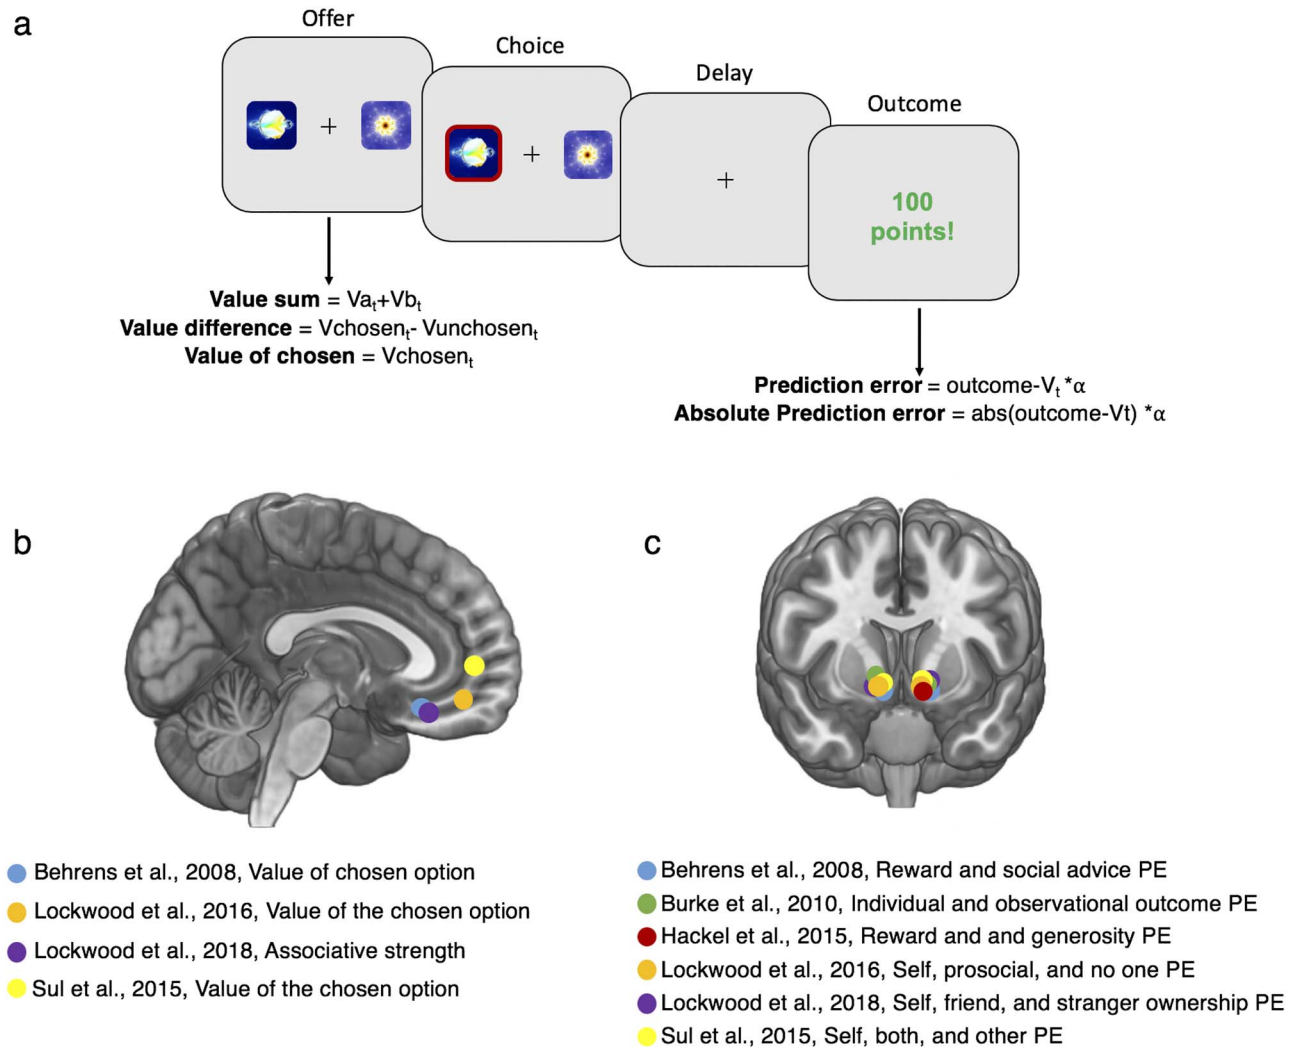 a
Offer
Choice
Delay
Outcome
+
+
+
100
points!
Value sum = Vaₜ+Vbₜ
Value difference = Vchosenₜ- Vunchosenₜ
Value of chosen = Vchosenₜ
Prediction error = outcome-Vₜ *α
Absolute Prediction error = abs(outcome-Vt) *α
b
c
Behrens et al., 2008, Value of chosen option
Lockwood et al., 2016, Value of the chosen option
Lockwood et al., 2018, Associative strength
Sul et al., 2015, Value of the chosen option
Behrens et al., 2008, Reward and social advice PE
Burke et al., 2010, Individual and observational outcome PE
Hackel et al., 2015, Reward and and generosity PE
Lockwood et al., 2016, Self, prosocial, and no one PE
Lockwood et al., 2018, Self, friend, and stranger ownership PE
Sul et al., 2015, Self, both, and other PE